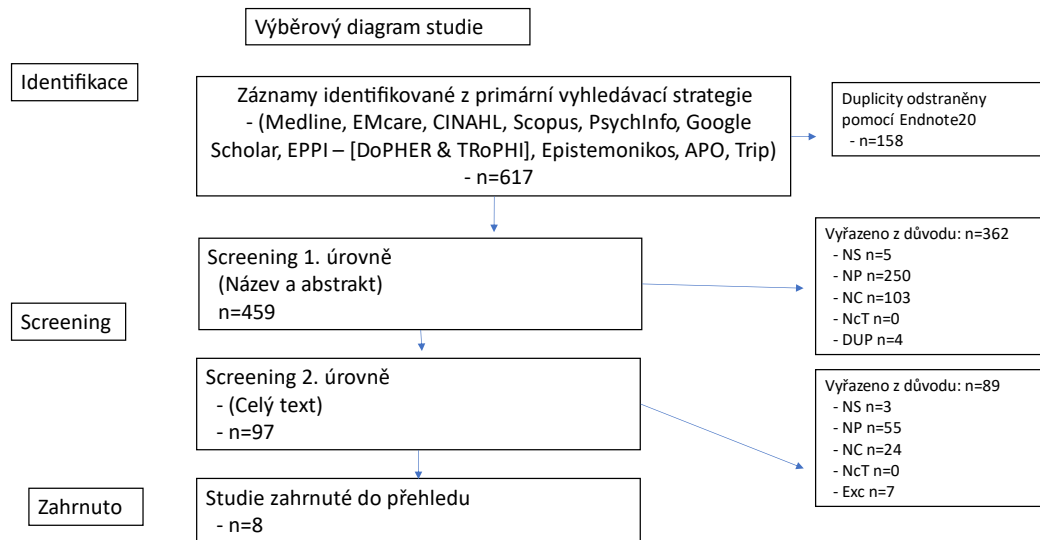 Výběrový diagram studie
Identifikace
Záznamy identifikované z primární vyhledávací strategie
- (Medline, EMcare, CINAHL, Scopus, PsychInfo, Google
Scholar, EPPI – [DoPHER & TRoPHI], Epistemonikos, APO, Trip)
- n=617
Duplicity odstraněny
pomocí Endnote20
- n=158
Screening
Screening 1. úrovně
(Název a abstrakt)
n=459
Vyřazeno z důvodu: n=362
- NS n=5
- NP n=250
- NC n=103
- NcT n=0
- DUP n=4
Screening 2. úrovně
- (Celý text)
- n=97
Vyřazeno z důvodu: n=89
- NS n=3
- NP n=55
- NC n=24
- NcT n=0
- Exc n=7
Zahrnuto
Studie zahrnuté do přehledu
- n=8